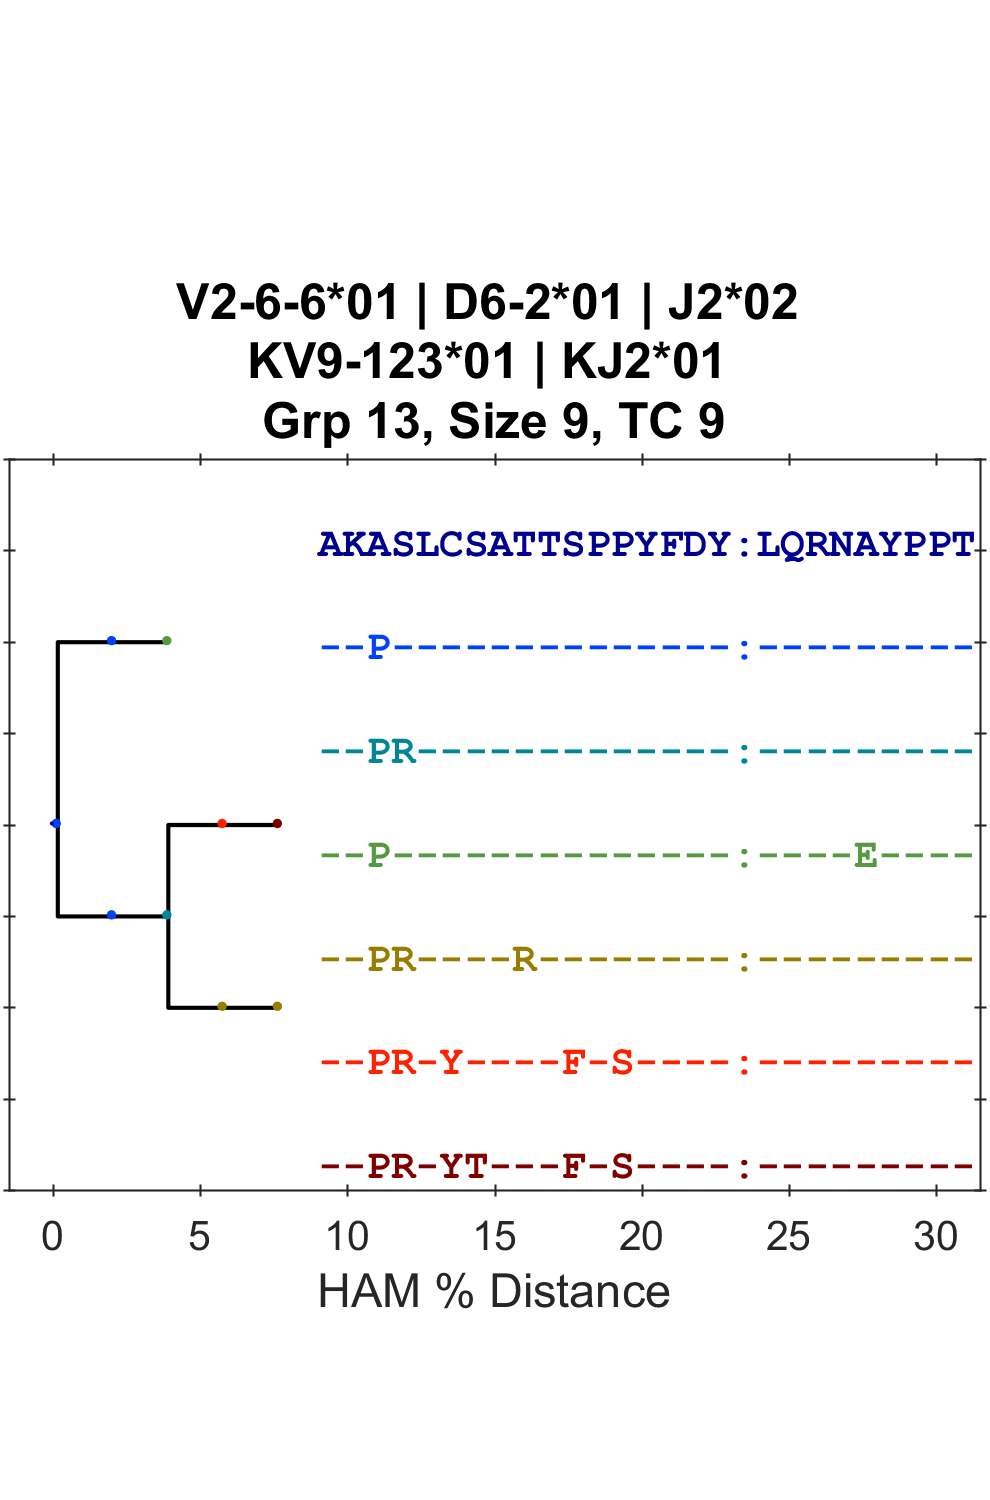 V2-6-6*01 | D6-2*01 | J2*02
KV9-123*01 | KJ2*01
Grp 13, Size 9, TC 9
AKASLCSATTSPPYFDY:LQRNAYPPT
--P--------------:---------
--PR-------------:---------
--P--------------:----E----
--PR----R--------:---------
--PR-Y----F-S----:---------
--PR-YT---F-S----:---------
0 5 10 15 20 25 30
HAM % Distance